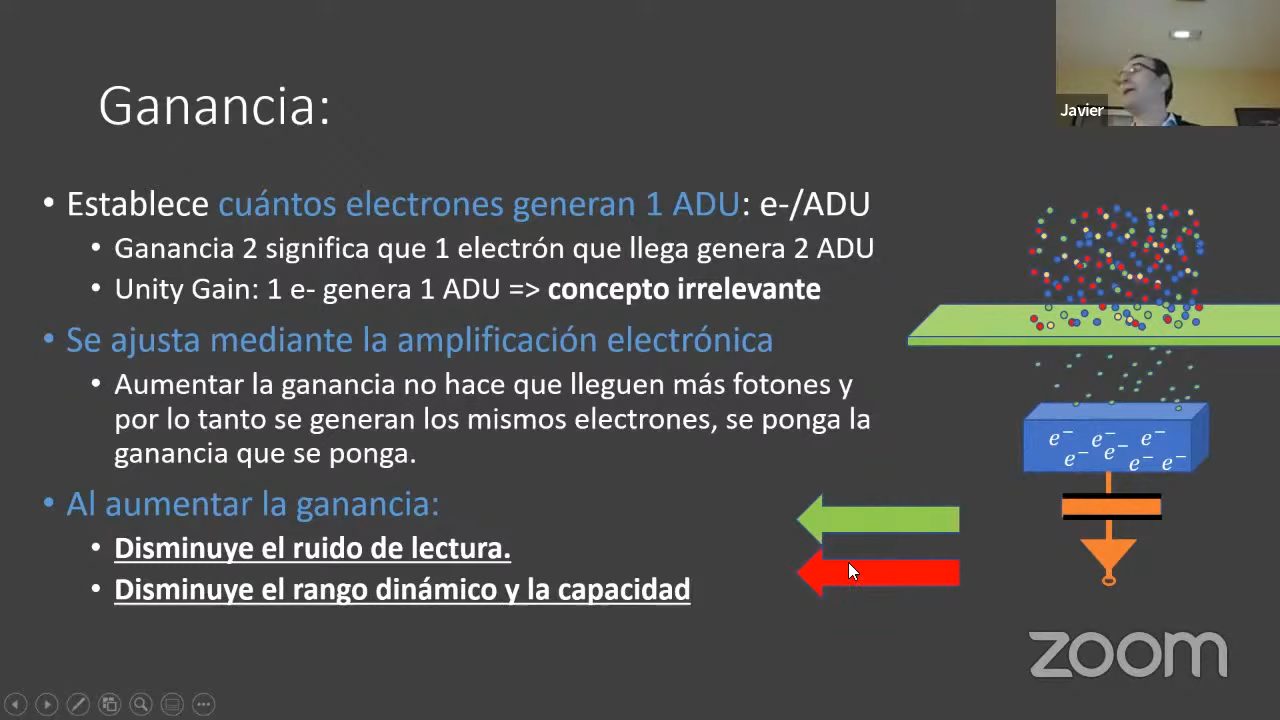 Javier
Ganancia:
• Establece cuántos electrones generan 1 ADU: e-/ADU
• Ganancia 2 significa que 1 electrón que llega genera 2 ADU
• Unity Gain: 1 e- genera 1 ADU => concepto irrelevante
• Se ajusta mediante la amplificación electrónica
• Aumentar la ganancia no hace que lleguen más fotones y
por lo tanto se generan los mismos electrones, se ponga la
ganancia que se ponga.
• Al aumentar la ganancia:
• Disminuye el ruido de lectura.
• Disminuye el rango dinámico y la capacidad
e⁻ e⁻ e⁻ e⁻ e⁻ e⁻ e⁻
zoom